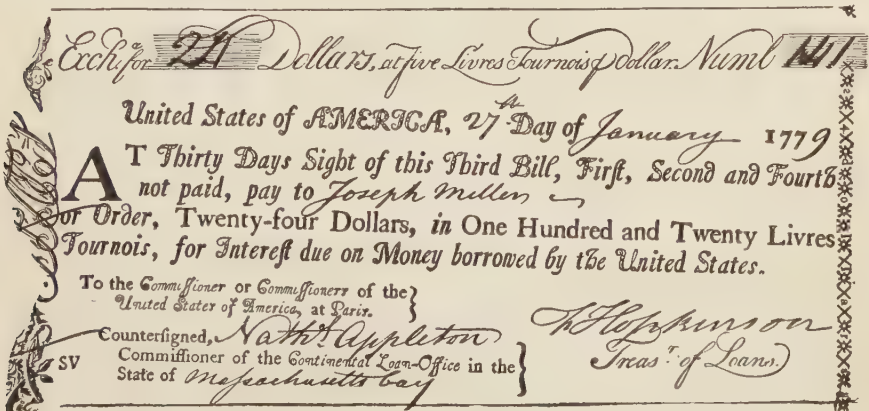 Exch.ª for 24 Dollars, at five Livres Tournois ⅌ Dollar. Numb 141
United States of AMERICA, 27th Day of January 1779
AT Thirty Days Sight of this Third Bill, First, Second and Fourth
not paid, pay to Joseph Miller
or Order, Twenty-four Dollars, in One Hundred and Twenty Livres
Tournois, for Intereſt due on Money borrowed by the United States.
To the Commiſſioner or Commiſſioners of the
United States of America, at Paris.
Counterſigned, Nath.l Appleton
SV Commiſſioner of the Continental Loan-Office in the
State of Massachusetts bay
F Hopkinson
Treas.r of Loans.